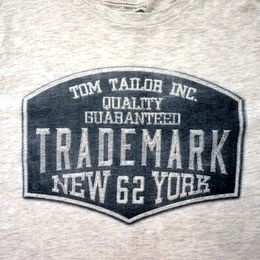 TOM TAILOR INC.
QUALITY
GUARANTEED
TRADEMARK
NEW 62 YORK